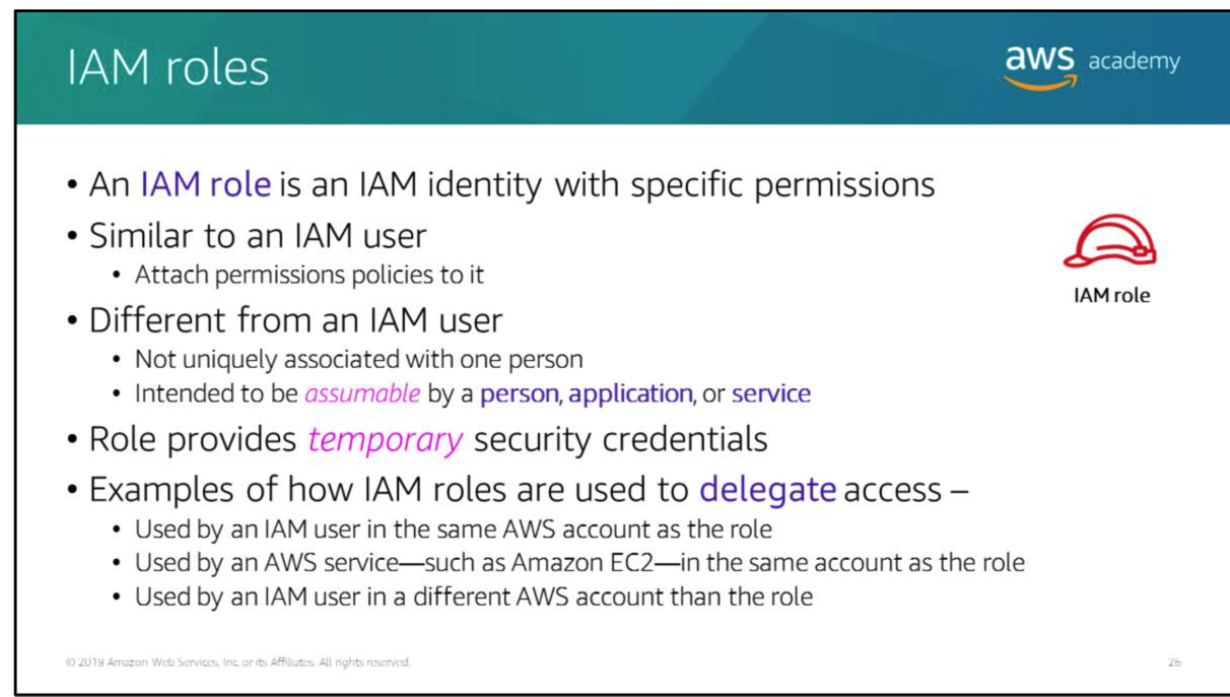 IAM roles
aws academy
• An IAM role is an IAM identity with specific permissions
• Similar to an IAM user
• Attach permissions policies to it
IAM role
• Different from an IAM user
• Not uniquely associated with one person
• Intended to be assumable by a person, application, or service
• Role provides temporary security credentials
• Examples of how IAM roles are used to delegate access –
• Used by an IAM user in the same AWS account as the role
• Used by an AWS service—such as Amazon EC2—in the same account as the role
• Used by an IAM user in a different AWS account than the role
© 2019 Amazon Web Services, Inc. or its Affiliates. All rights reserved.
26